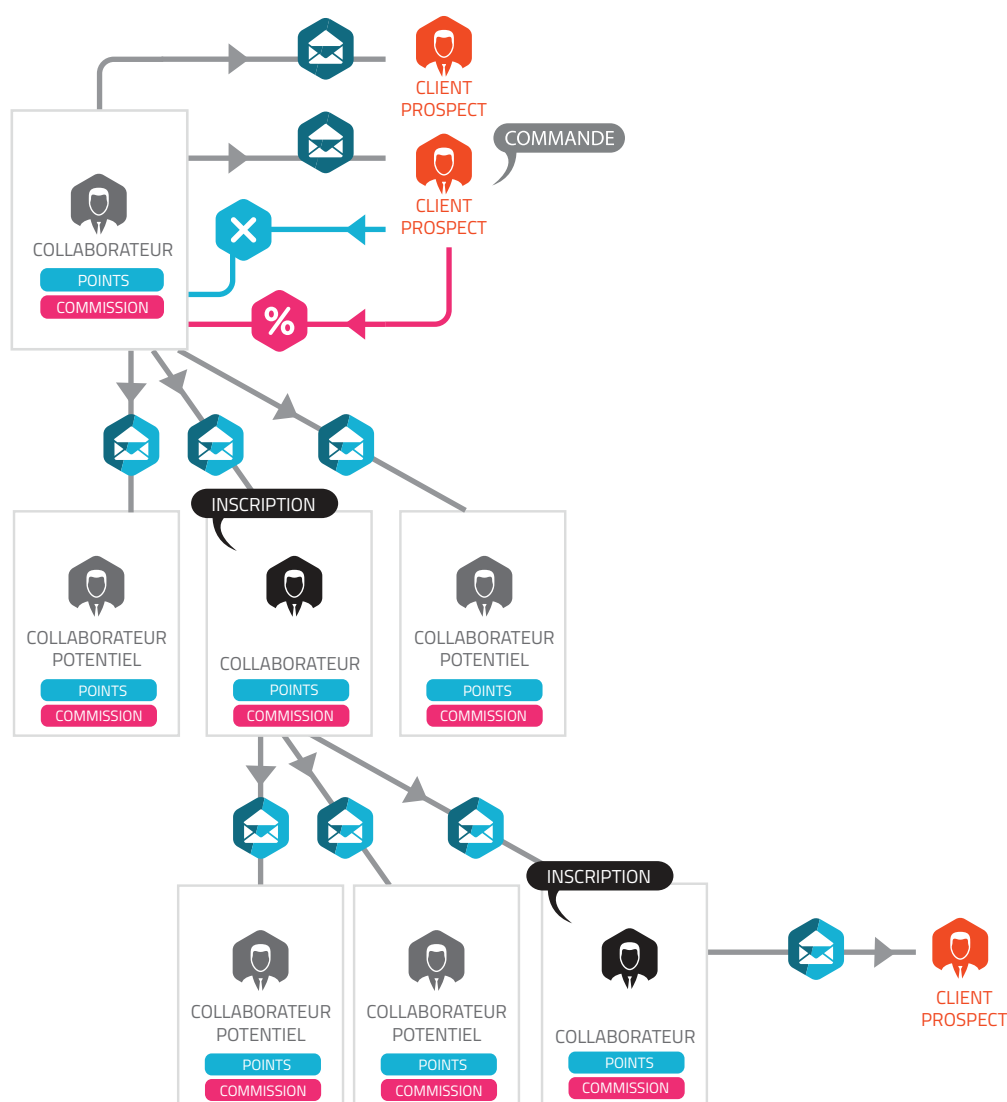 CLIENT
PROSPECT
COMMANDE
CLIENT
PROSPECT
COLLABORATEUR
POINTS
COMMISSION
%
INSCRIPTION
COLLABORATEUR
POTENTIEL
POINTS
COMMISSION
COLLABORATEUR
POINTS
COMMISSION
COLLABORATEUR
POTENTIEL
POINTS
COMMISSION
INSCRIPTION
COLLABORATEUR
POTENTIEL
POINTS
COMMISSION
COLLABORATEUR
POTENTIEL
POINTS
COMMISSION
COLLABORATEUR
POINTS
COMMISSION
CLIENT
PROSPECT